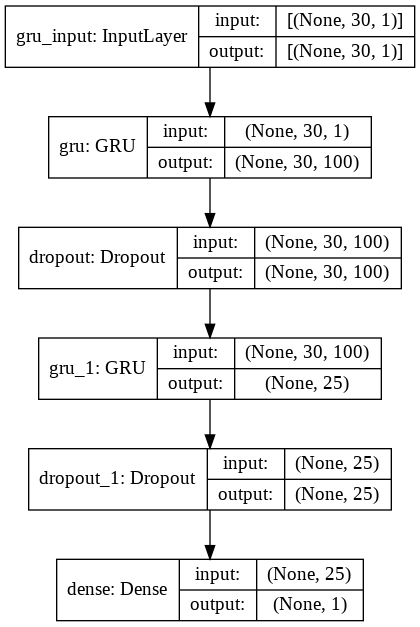 gru_input: InputLayer
input: [(None, 30, 1)]
output: [(None, 30, 1)]
gru: GRU
input: (None, 30, 1)
output: (None, 30, 100)
dropout: Dropout
input: (None, 30, 100)
output: (None, 30, 100)
gru_1: GRU
input: (None, 30, 100)
output: (None, 25)
dropout_1: Dropout
input: (None, 25)
output: (None, 25)
dense: Dense
input: (None, 25)
output: (None, 1)